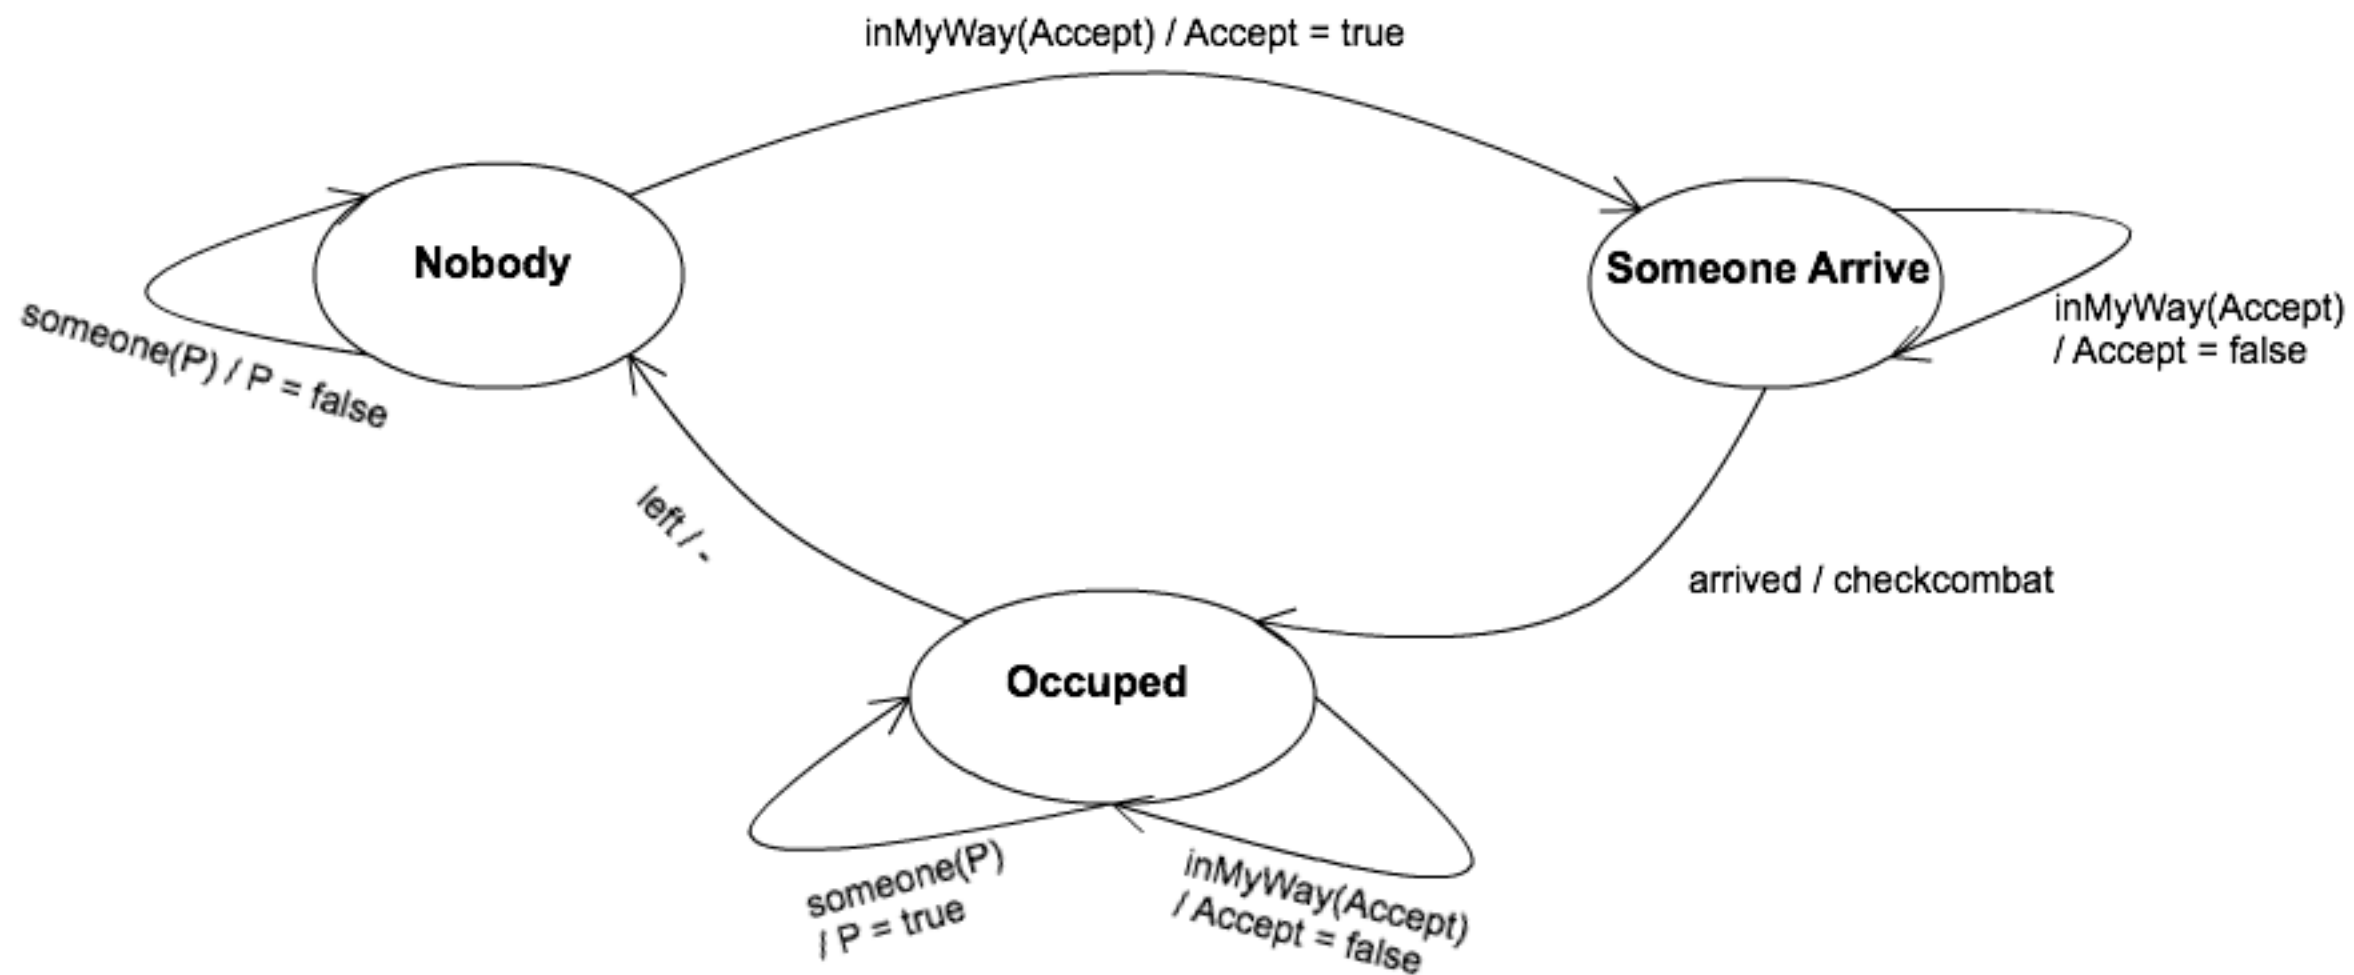 inMyWay(Accept) / Accept = true
Nobody
Someone Arrive
inMyWay(Accept)
/ Accept = false
someone(P) / P = false
left / -
arrived / checkcombat
Occuped
someone(P)
/ P = true
inMyWay(Accept)
/ Accept = false